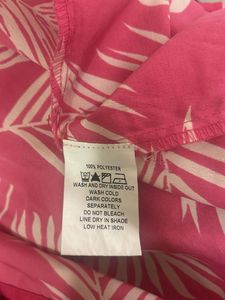 100% POLYESTER
WASH AND DRY INSIDE OUT
WASH COLD
DARK COLORS
SEPARATELY
DO NOT BLEACH
LINE DRY IN SHADE
LOW HEAT IRON